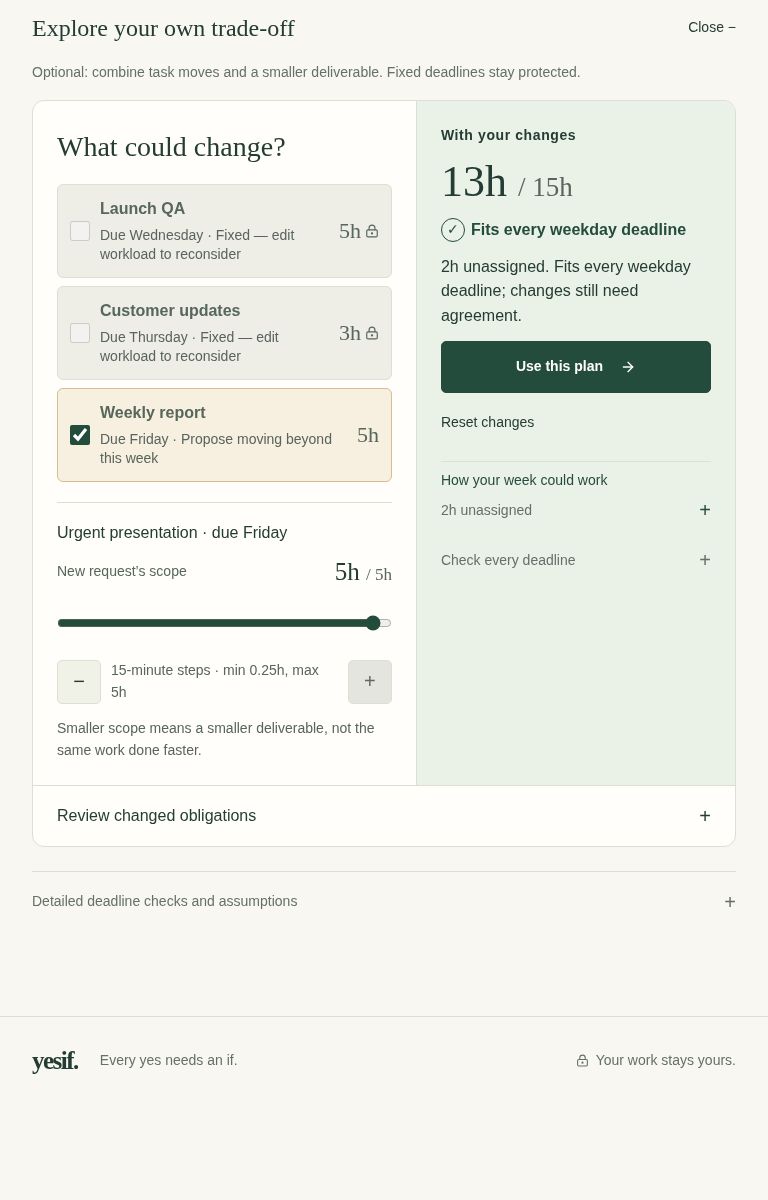 Explore your own trade-off
Close −
Optional: combine task moves and a smaller deliverable. Fixed deadlines stay protected.
What could change?
Launch QA
Due Wednesday · Fixed — edit
workload to reconsider
5h
Customer updates
Due Thursday · Fixed — edit
workload to reconsider
3h
Weekly report
Due Friday · Propose moving beyond
this week
5h
Urgent presentation · due Friday
New request's scope
5h / 5h
−
15-minute steps · min 0.25h, max
5h
+
Smaller scope means a smaller deliverable, not the
same work done faster.
With your changes
13h / 15h
✓ Fits every weekday deadline
2h unassigned. Fits every weekday
deadline; changes still need
agreement.
Use this plan →
Reset changes
How your week could work
2h unassigned +
Check every deadline +
Review changed obligations +
Detailed deadline checks and assumptions +
yesif.
Every yes needs an if.
Your work stays yours.